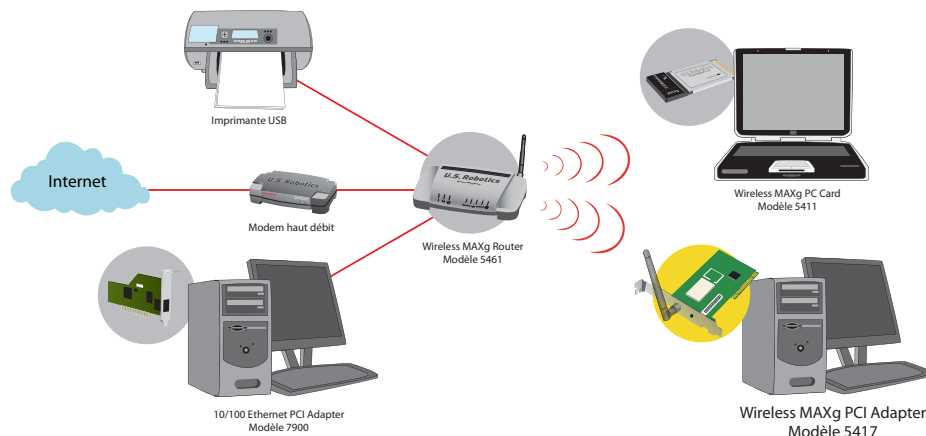 Imprimante USB
Internet
U.S. Robotics
Modem haut débit
U.S. Robotics
Wireless MAXg Router
Modèle 5461
Wireless MAXg PC Card
Modèle 5411
10/100 Ethernet PCI Adapter
Modèle 7900
Wireless MAXg PCI Adapter
Modèle 5417